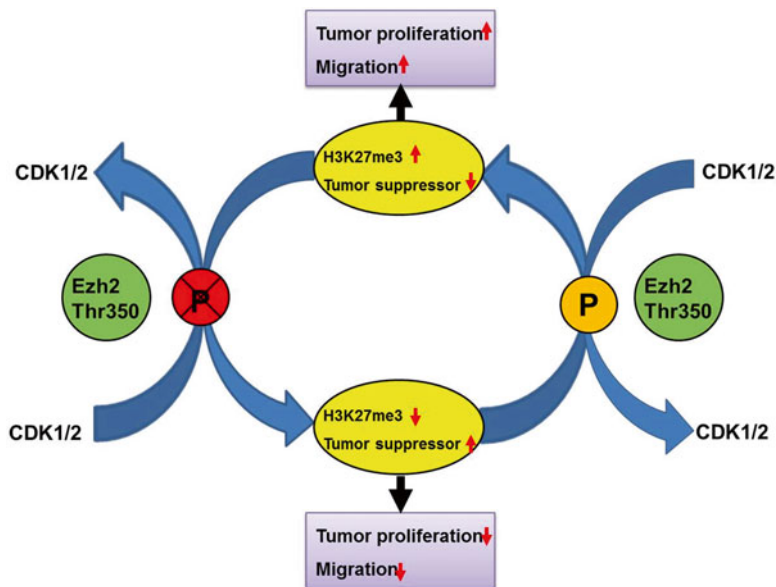 Tumor proliferation
Migration
H3K27me3
Tumor suppressor
CDK1/2
CDK1/2
Ezh2
Thr350
P
P
Ezh2
Thr350
H3K27me3
Tumor suppressor
CDK1/2
CDK1/2
Tumor proliferation
Migration